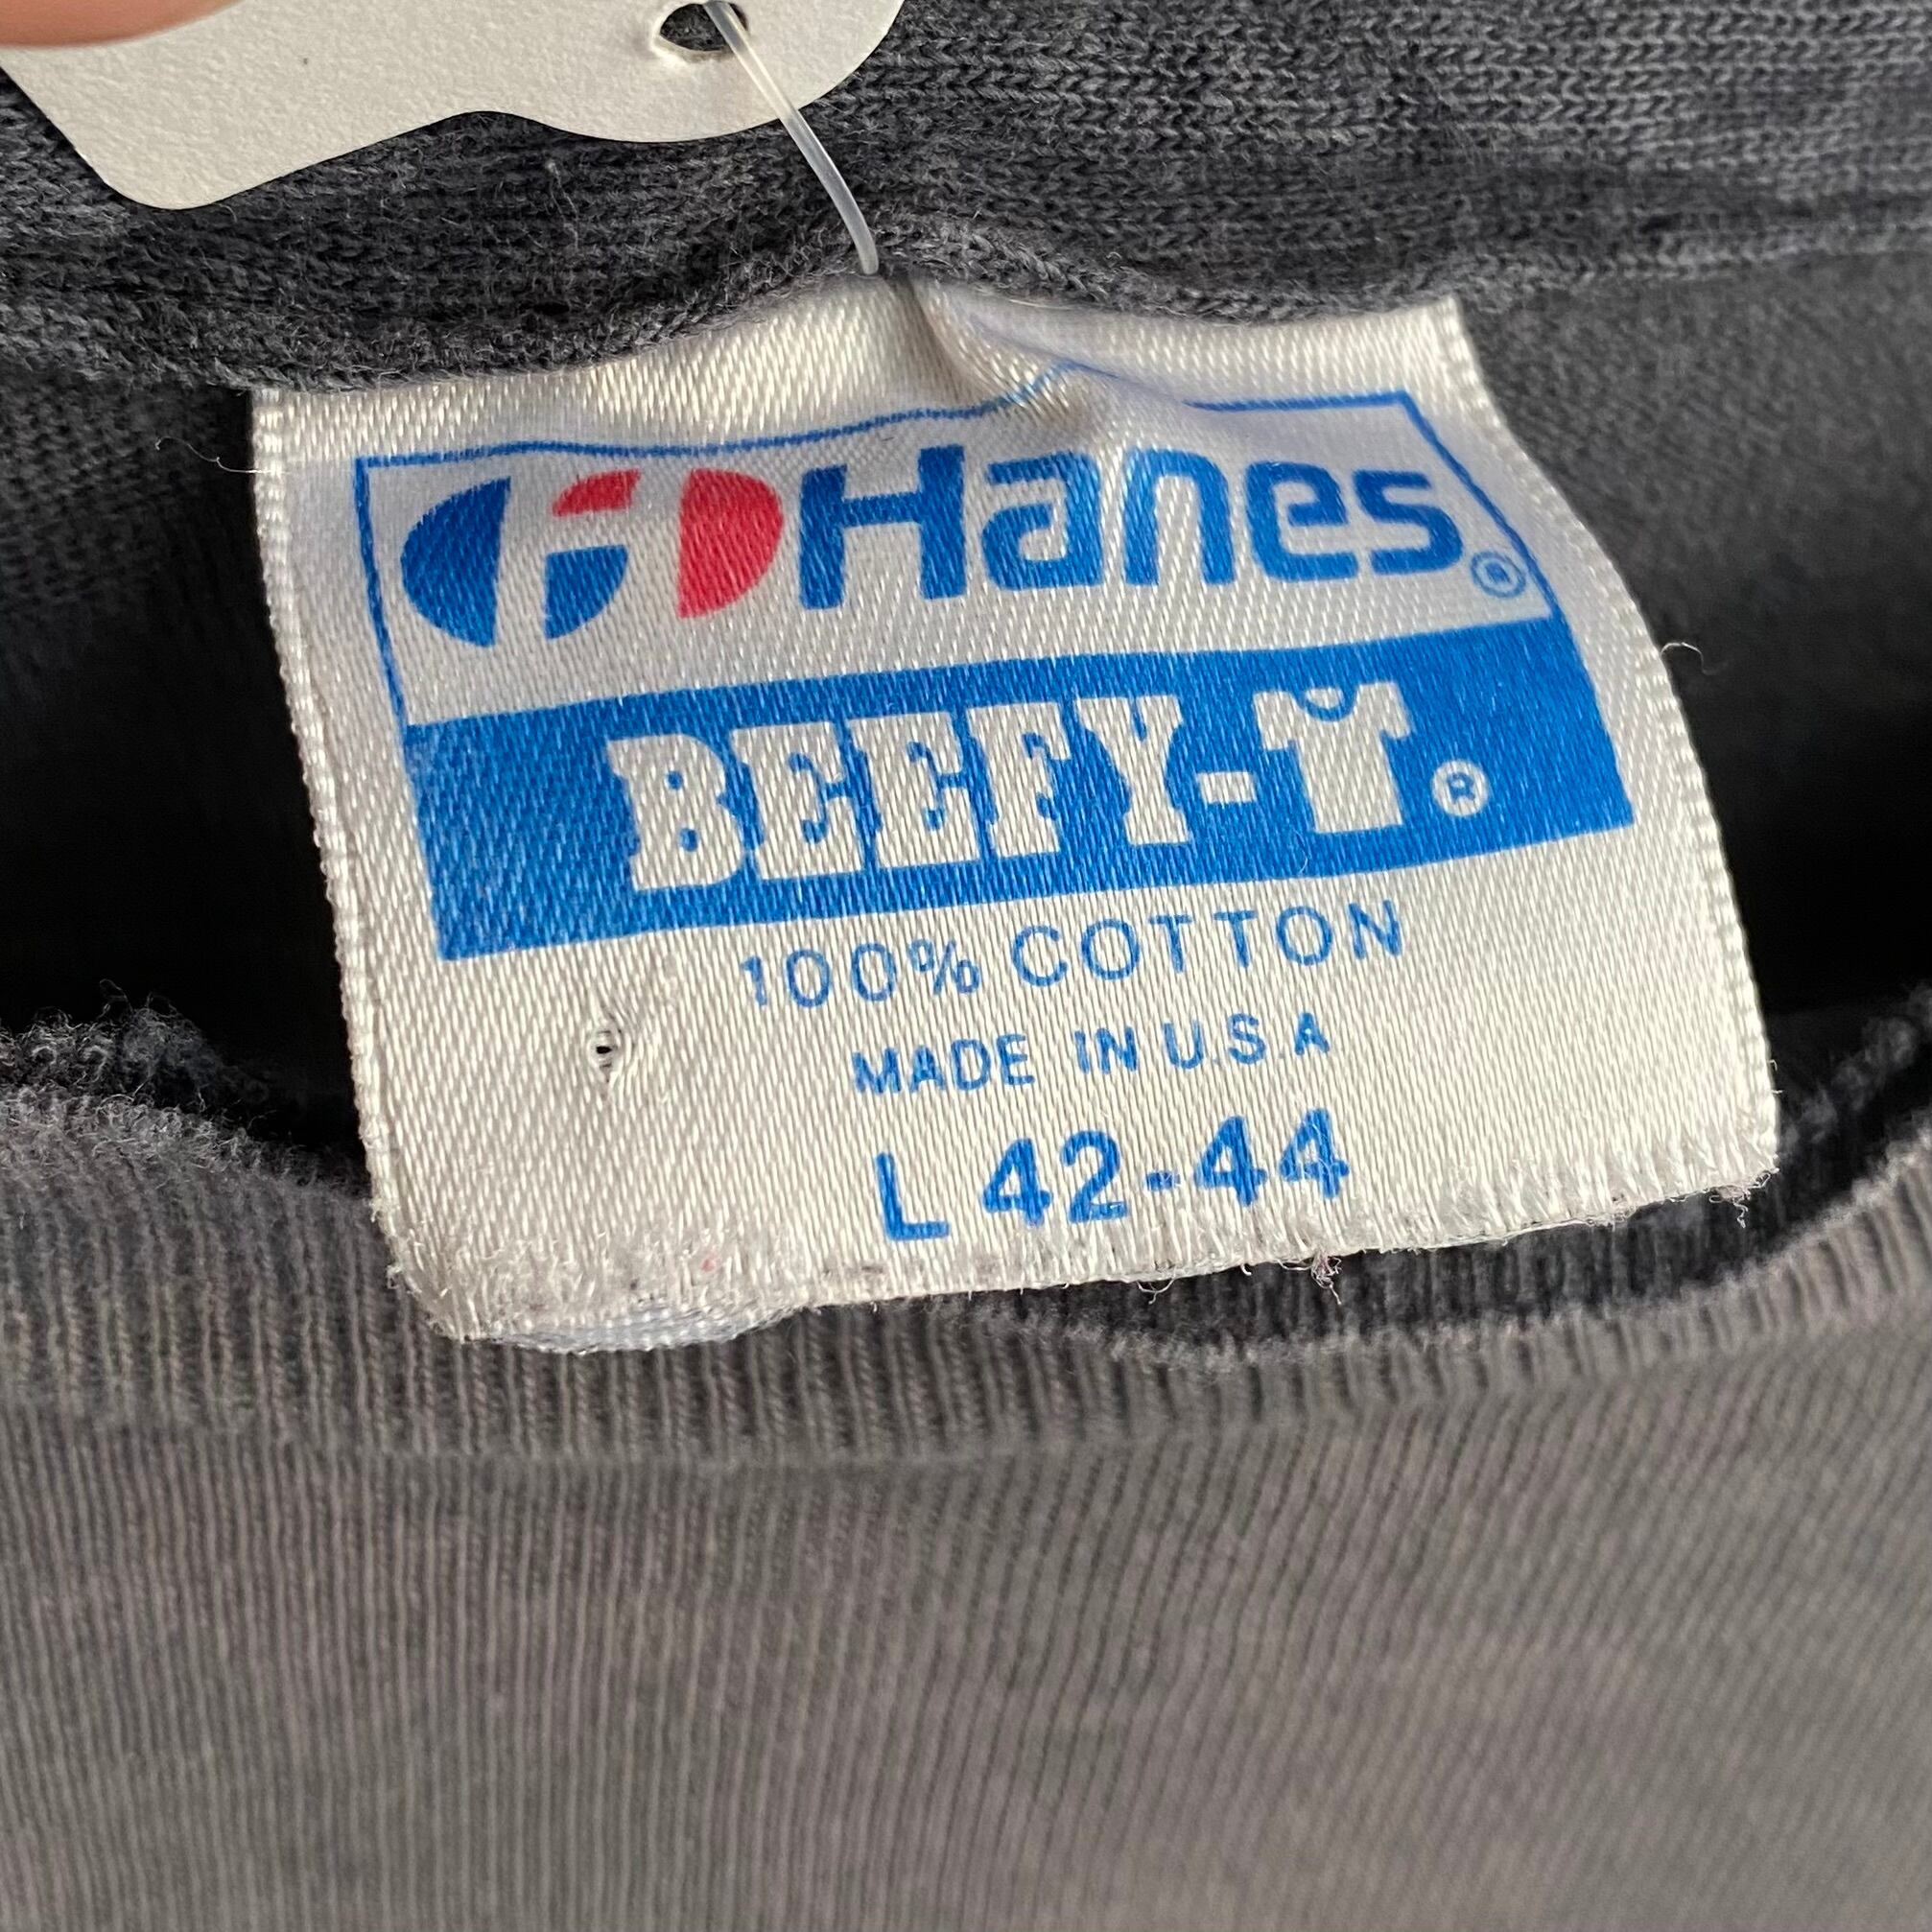 Hanes®
BEEFY-T®
100% COTTON
MADE IN U.S.A
L 42-44